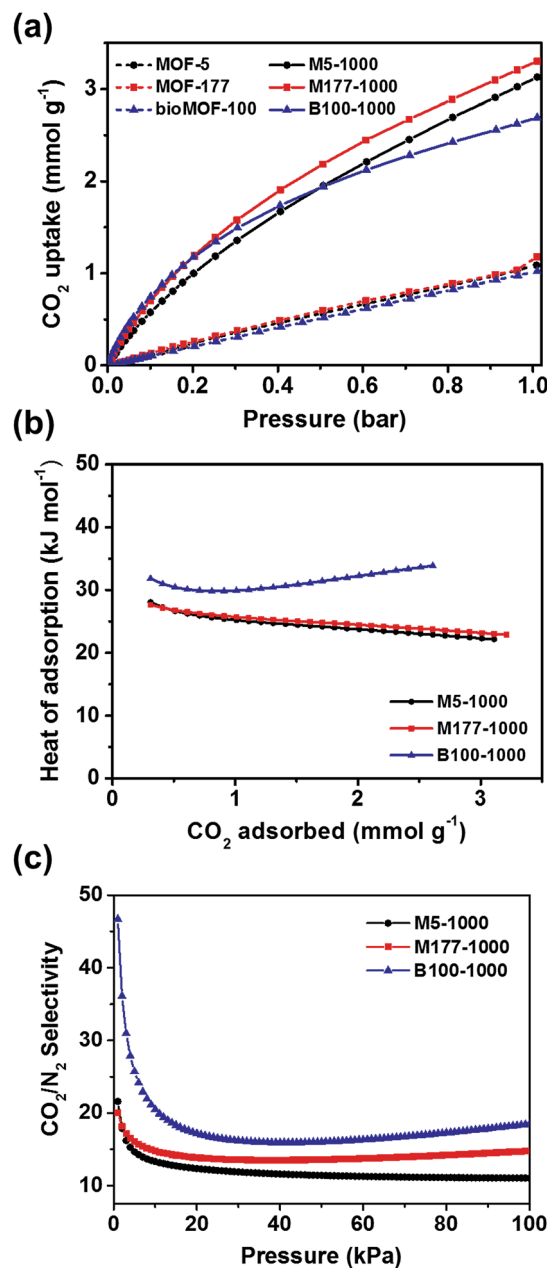 (a)
MOF-5 M5-1000
MOF-177 M177-1000
bioMOF-100 B100-1000
CO₂ uptake (mmol g⁻¹)
3
2
1
0
0.0 0.2 0.4 0.6 0.8 1.0
Pressure (bar)
(b)
Heat of adsorption (kJ mol⁻¹)
50
40
30
20
10
0
M5-1000
M177-1000
B100-1000
0 1 2 3
CO₂ adsorbed (mmol g⁻¹)
(c)
CO₂/N₂ Selectivity
50
40
30
20
10
M5-1000
M177-1000
B100-1000
0 20 40 60 80 100
Pressure (kPa)